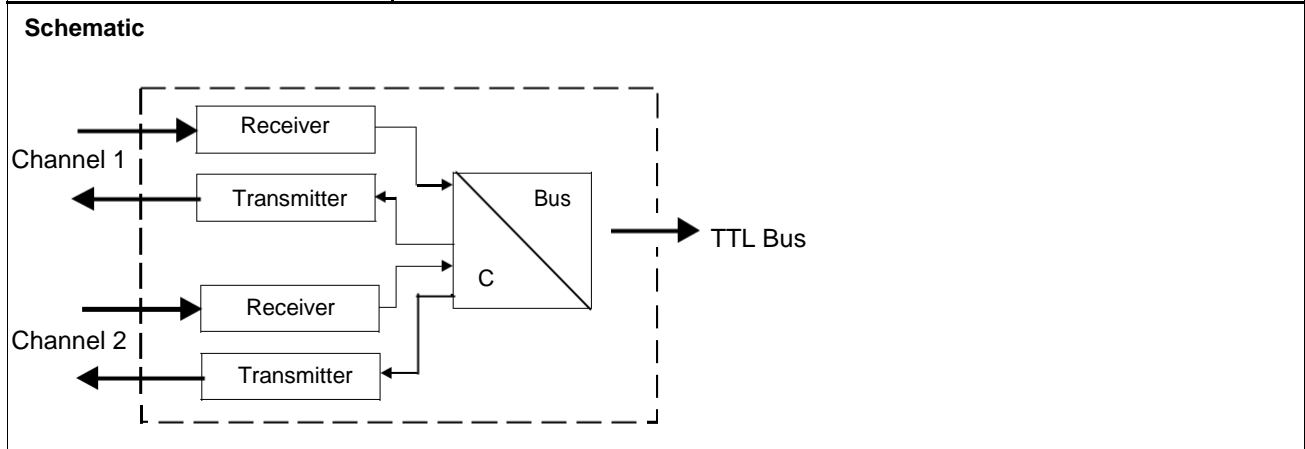 Schematic
Receiver
Channel 1
Transmitter
Bus
TTL Bus
C
Receiver
Channel 2
Transmitter